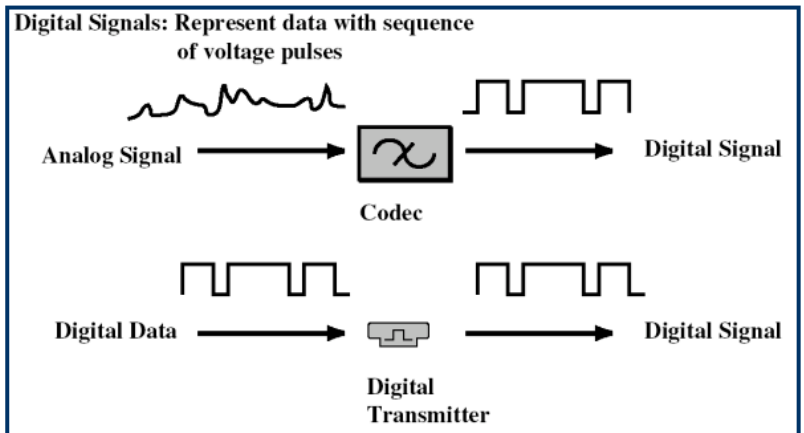 Digital Signals: Represent data with sequence
of voltage pulses
Analog Signal
Digital Signal
Codec
Digital Data
Digital Signal
Digital
Transmitter